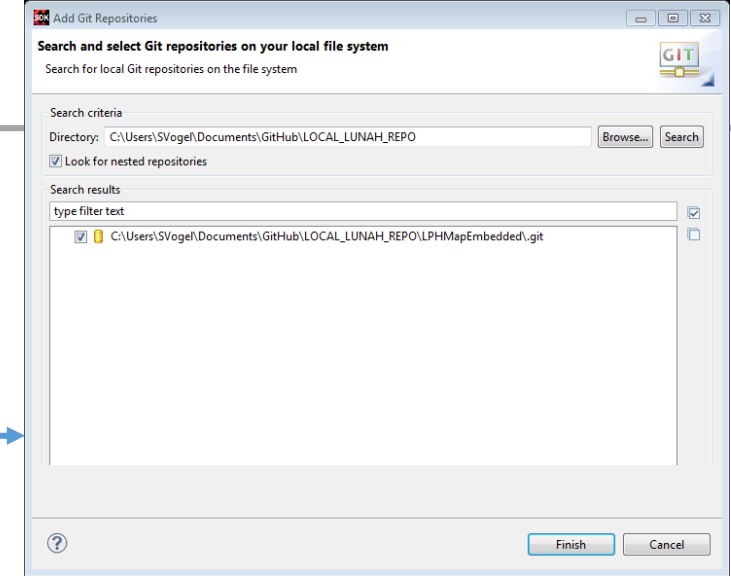 SDK Add Git Repositories
Search and select Git repositories on your local file system
Search for local Git repositories on the file system
GIT
Search criteria
Directory: C:\Users\SVogel\Documents\GitHub\LOCAL_LUNAH_REPO Browse... Search
Look for nested repositories
Search results
type filter text
C:\Users\SVogel\Documents\GitHub\LOCAL_LUNAH_REPO\LPHMapEmbedded\.git
? Finish Cancel